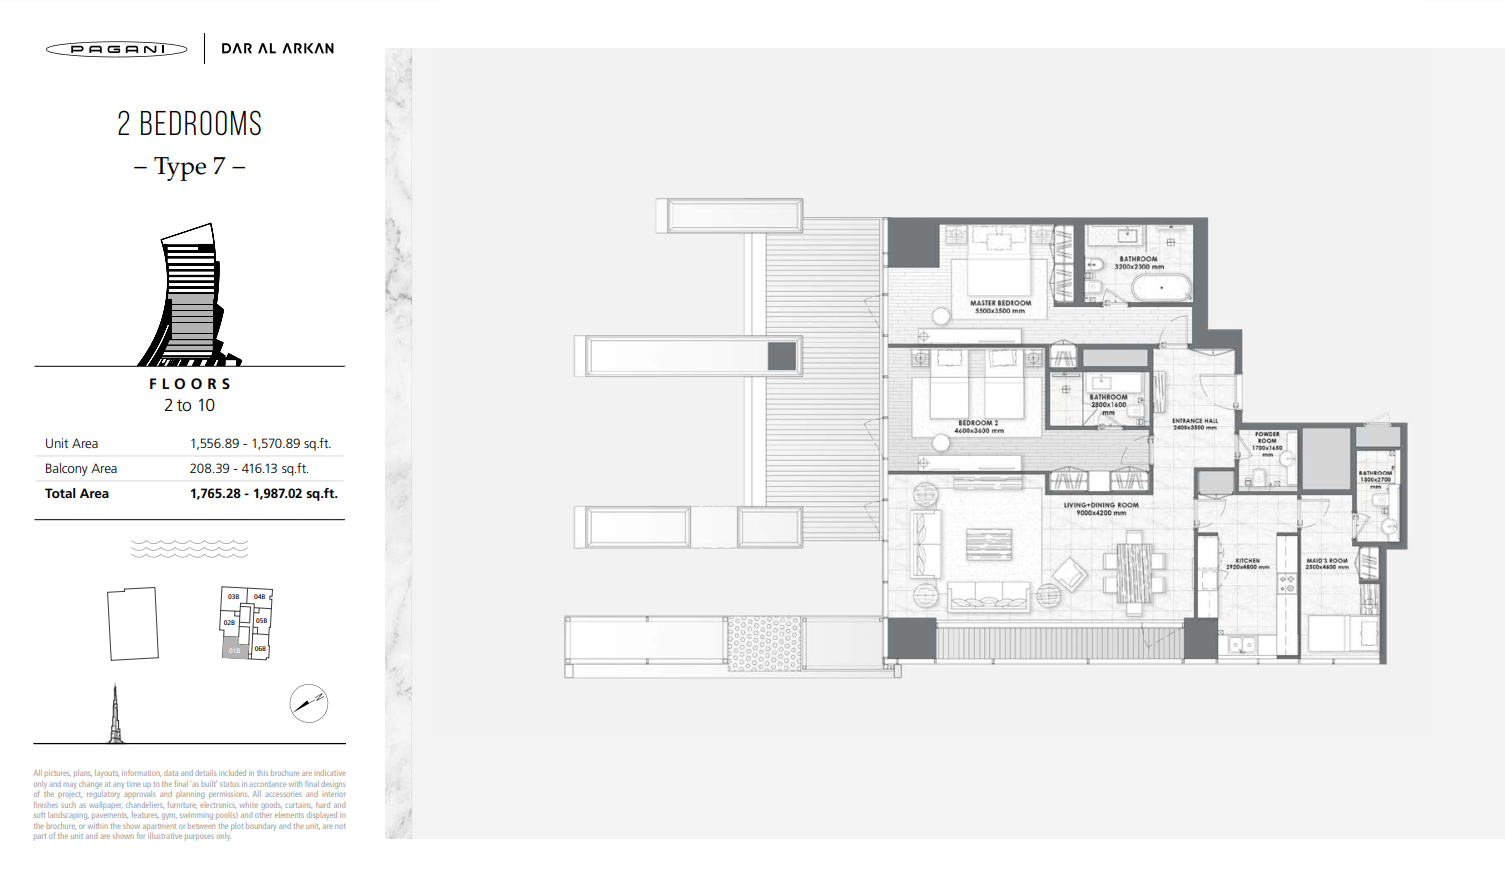 PAGANI
DAR AL ARKAN
2 BEDROOMS
– Type 7 –
FLOORS
2 to 10
Unit Area 1,556.89 - 1,570.89 sq.ft.
Balcony Area 208.39 - 416.13 sq.ft.
Total Area 1,765.28 - 1,987.02 sq.ft.
03B 04B
02B 05B
01B 06B
N
All pictures, plans, layouts, information, data and details included in this brochure are indicative
only and may change at any time up to the final 'as built' status in accordance with final designs
of the project, regulatory approvals and planning permissions. All accessories and interior
finishes such as wallpaper, chandeliers, furniture, electronics, white goods, curtains, hard and
soft landscaping, pavements, features, gym, swimming pool(s) and other elements displayed in
the brochure, or within the show apartment or between the plot boundary and the unit, are not
part of the unit and are shown for illustrative purposes only.
BATHROOM
3200x2300 mm
MASTER BEDROOM
5500x3500 mm
BATHROOM
2800x1600
mm
BEDROOM 2
4600x3600 mm
ENTRANCE HALL
2400x3500 mm
POWDER
ROOM
1700x1650
mm
BATHROOM
1300x2700
mm
LIVING+DINING ROOM
9000x4200 mm
KITCHEN
2920x4800 mm
MAID'S ROOM
2300x4600 mm